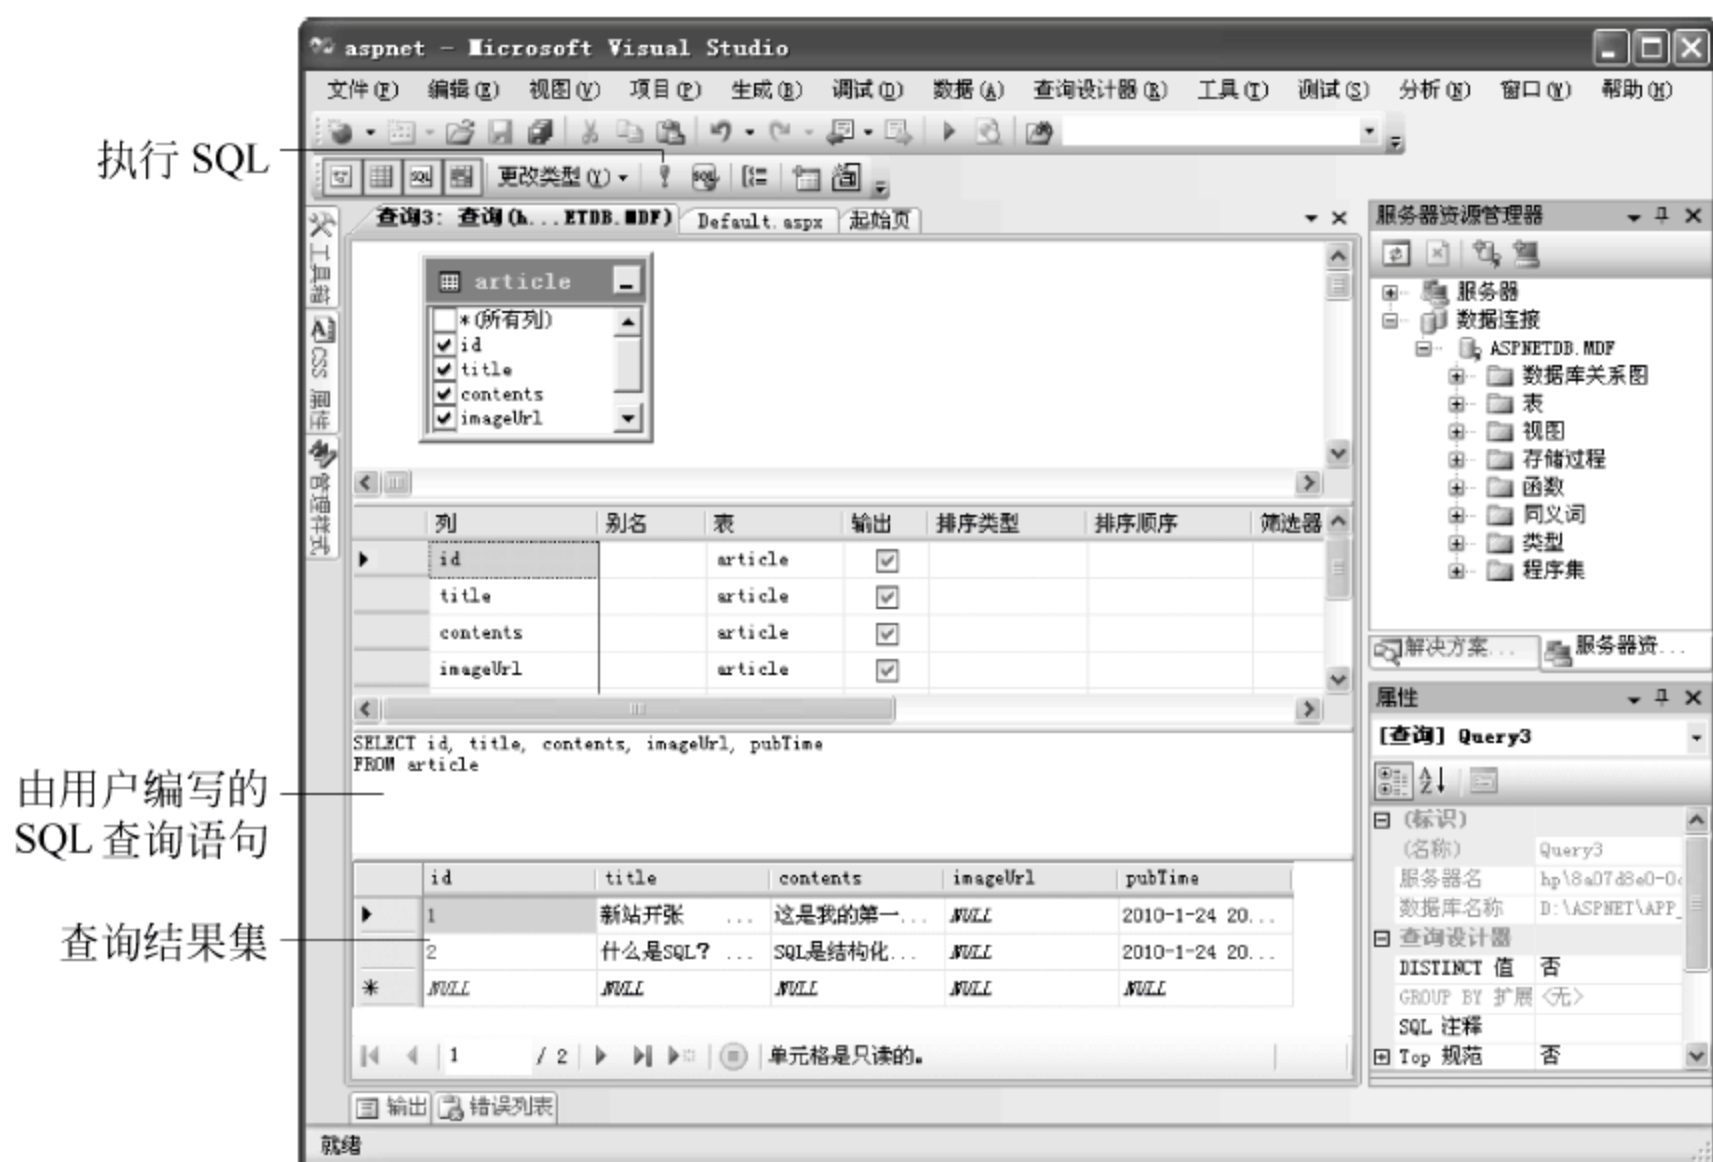 aspnet - Microsoft Visual Studio
文件(F) 编辑(E) 视图(V) 项目(P) 生成(B) 调试(D) 数据(A) 查询设计器(R) 工具(T) 测试(S) 分析(N) 窗口(W) 帮助(H)
执行 SQL
更改类型(Y)
查询3: 查询(h...ETDB.MDF) Default.aspx 起始页
工具箱
CSS 属性
管理样式
article
*(所有列)
id
title
contents
imageUrl
列 别名 表 输出 排序类型 排序顺序 筛选器
id article
title article
contents article
imageUrl article
SELECT id, title, contents, imageUrl, pubTime
FROM article
由用户编写的
SQL 查询语句
查询结果集
id title contents imageUrl pubTime
1 新站开张 ... 这是我的第一... NULL 2010-1-24 20...
2 什么是SQL? ... SQL是结构化... NULL 2010-1-24 20...
NULL NULL NULL NULL NULL
1 / 2 单元格是只读的。
输出 错误列表
就绪
服务器资源管理器
服务器
数据连接
ASPNETDB.MDF
数据库关系图
表
视图
存储过程
函数
同义词
类型
程序集
解决方案... 服务器资...
属性
[查询] Query3
(标识)
(名称) Query3
服务器名 hp\8a07d8e0-0
数据库名称 D:\ASPNET\APP_
查询设计器
DISTINCT 值 否
GROUP BY 扩展 <无>
SQL 注释
Top 规范 否